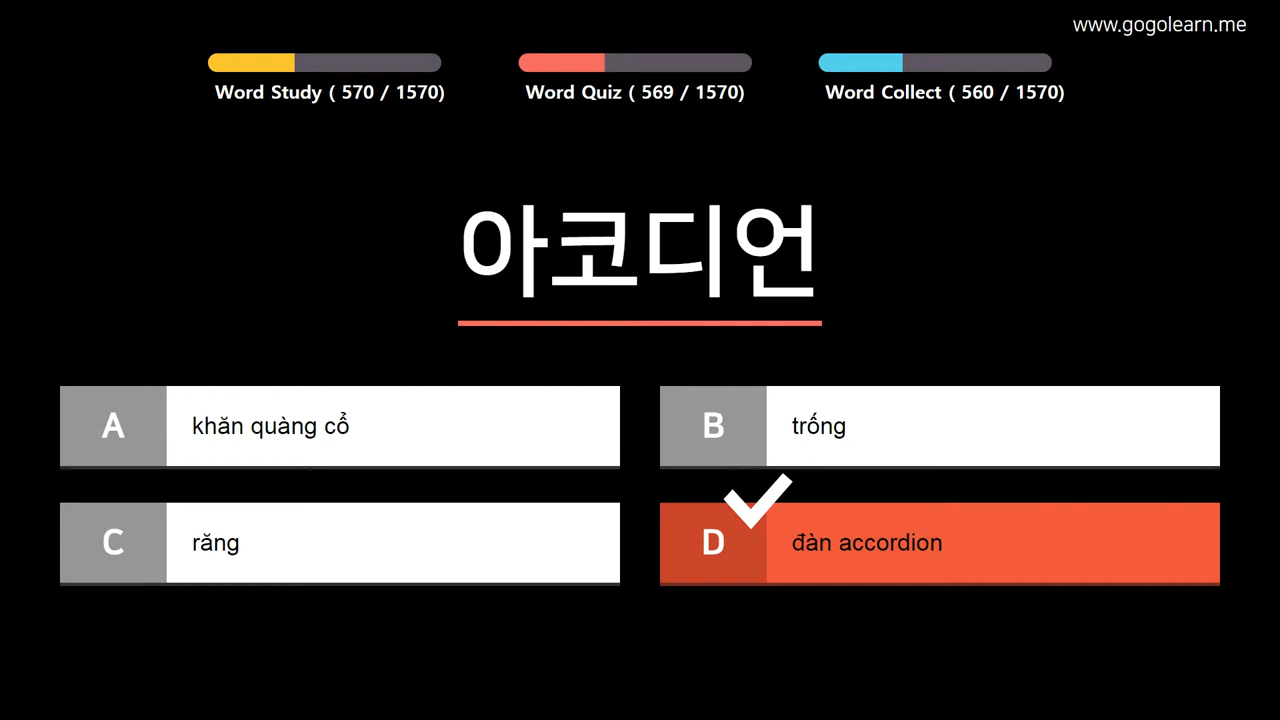 www.gogolearn.me
Word Study ( 570 / 1570)
Word Quiz ( 569 / 1570)
Word Collect ( 560 / 1570)
아코디언
A khăn quàng cổ
B trống
C răng
D đàn accordion